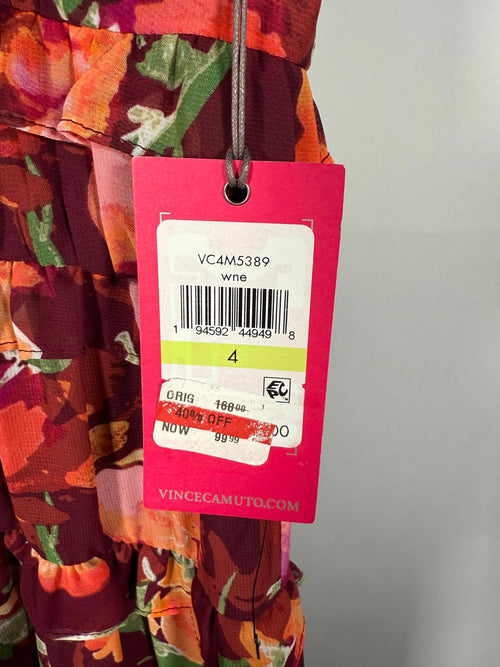 VC4M5389
wne
1 94592 44949 8
4
ORIG 168.00
40% OFF
NOW 99.99
VINCECAMUTO.COM